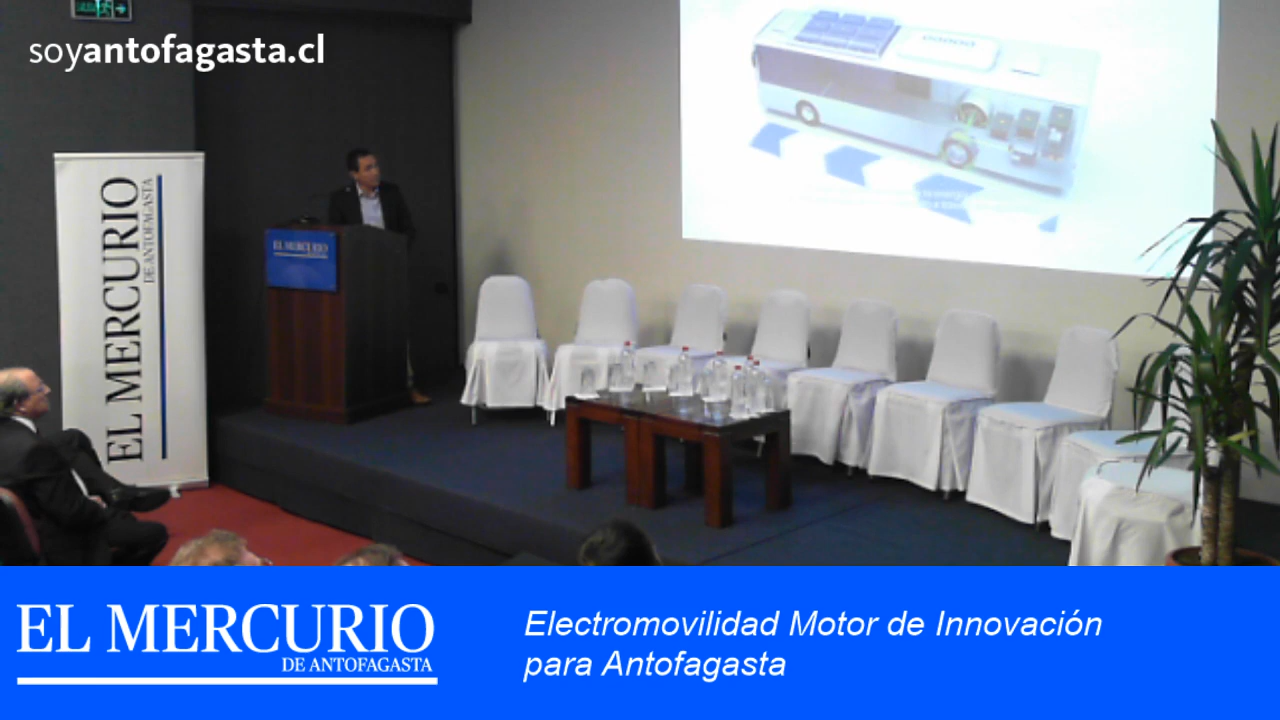 soyantofagasta.cl
EL MERCURIO
DE ANTOFAGASTA
EL MERCURIO
EL MERCURIO
DE ANTOFAGASTA
Electromovilidad Motor de Innovación
para Antofagasta